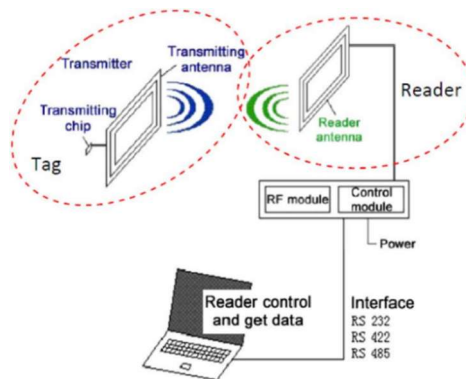 Transmitter
Transmitting
antenna
Transmitting
chip
Tag
Reader
Reader
antenna
RF module
Control
module
Power
Reader control
and get data
Interface
RS 232
RS 422
RS 485